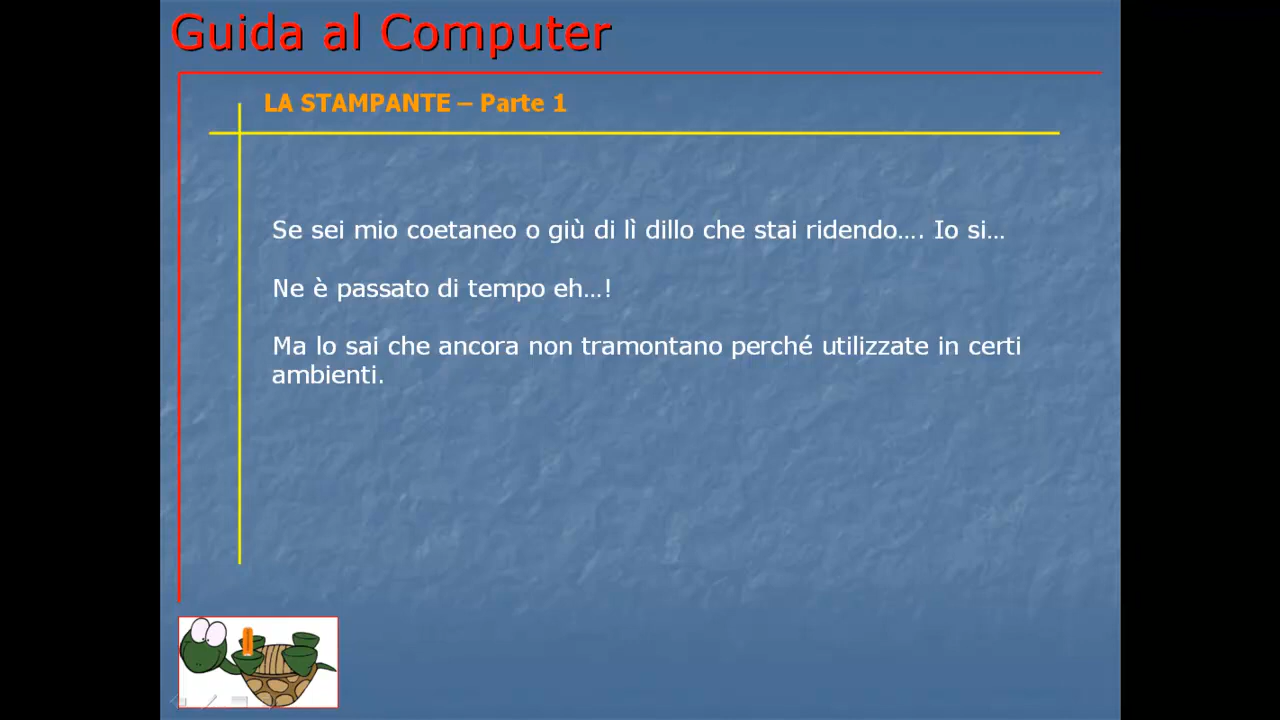 Guida al Computer
LA STAMPANTE – Parte 1
Se sei mio coetaneo o giù di lì dillo che stai ridendo…. Io si…
Ne è passato di tempo eh…!
Ma lo sai che ancora non tramontano perché utilizzate in certi
ambienti.